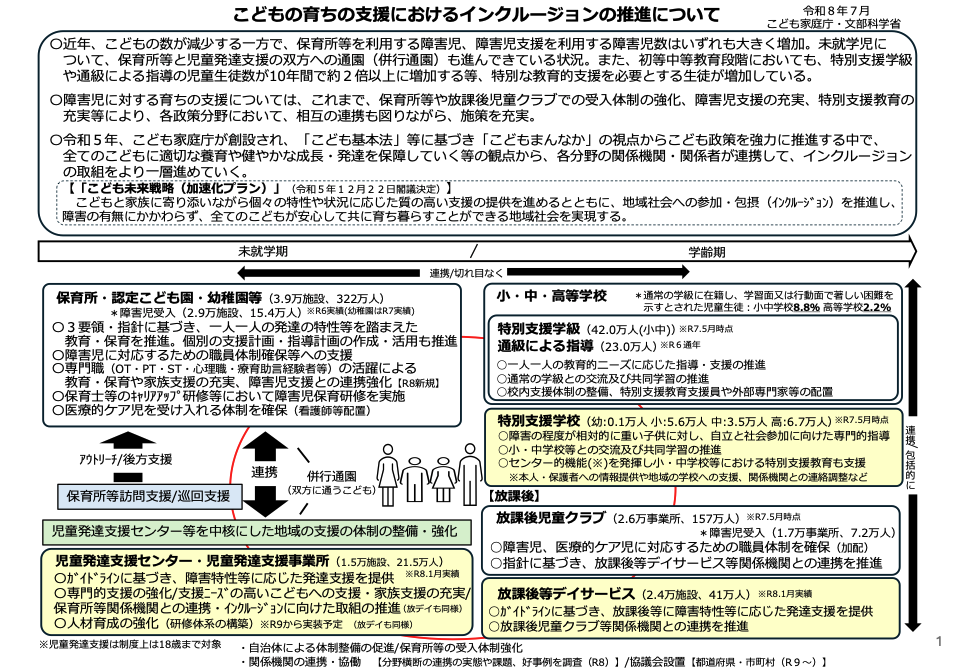 こどもの育ちの支援におけるインクルージョンの推進について
令和８年７月
こども家庭庁・文部科学省
○近年、こどもの数が減少する一方で、保育所等を利用する障害児、障害児支援を利用する障害児数はいずれも大きく増加。未就学児に
ついて、保育所等と児童発達支援の双方への通園（併行通園）も進んできている状況。また、初等中等教育段階においても、特別支援学級
や通級による指導の児童生徒数が10年間で約２倍以上に増加する等、特別な教育的支援を必要とする生徒が増加している。
○障害児に対する育ちの支援については、これまで、保育所等や放課後児童クラブでの受入体制の強化、障害児支援の充実、特別支援教育の
充実等により、各政策分野において、相互の連携も図りながら、施策を充実。
○令和５年、こども家庭庁が創設され、「こども基本法」等に基づき「こどもまんなか」の視点からこども政策を強力に推進する中で、
全てのこどもに適切な養育や健やかな成長・発達を保障していく等の観点から、各分野の関係機関・関係者が連携して、インクルージョン
の取組をより一層進めていく。
【「こども未来戦略（加速化プラン）」（令和５年１２月２２日閣議決定）】
こどもと家族に寄り添いながら個々の特性や状況に応じた質の高い支援の提供を進めるとともに、地域社会への参加・包摂（ｲﾝｸﾙｰｼﾞｮﾝ）を推進し、
障害の有無にかかわらず、全てのこどもが安心して共に育ち暮らすことができる地域社会を実現する。
未就学期 / 学齢期
連携/切れ目なく
保育所・認定こども園・幼稚園等（3.9万施設、322万人）
＊障害児受入（2.9万施設、15.4万人）※R6実績(幼稚園はR7実績)
○３要領・指針に基づき、一人一人の発達の特性等を踏まえた
教育・保育を推進。個別の支援計画・指導計画の作成・活用も推進
○障害児に対応するための職員体制確保等への支援
○専門職（OT・PT・ST・心理職・療育助言経験者等）の活躍による
教育・保育や家族支援の充実、障害児支援との連携強化【R8新規】
○保育士等のｷｬﾘｱｱｯﾌﾟ研修等において障害児保育研修を実施
○医療的ケア児を受け入れる体制を確保（看護師等配置）
ｱｳﾄﾘｰﾁ/後方支援
保育所等訪問支援/巡回支援
連携
併行通園
（双方に通うこども）
児童発達支援センター等を中核にした地域の支援の体制の整備・強化
児童発達支援センター・児童発達支援事業所（1.5万施設、21.5万人）
※R8.1月実績
○ｶﾞｲﾄﾞﾗｲﾝに基づき、障害特性等に応じた発達支援を提供
○専門的支援の強化/支援ﾆｰｽﾞの高いこどもへの支援・家族支援の充実/
保育所等関係機関との連携・ｲﾝｸﾙｰｼﾞｮﾝに向けた取組の推進（放デイも同様）
○人材育成の強化（研修体系の構築）※R9から実装予定 （放デイも同様）
※児童発達支援は制度上は18歳まで対象
小・中・高等学校
＊通常の学級に在籍し、学習面又は行動面で著しい困難を
示すとされた児童生徒：小中学校8.8% 高等学校2.2%
特別支援学級（42.0万人(小中)）※R7.5月時点
通級による指導（23.0万人）※R６通年
○一人一人の教育的ニーズに応じた指導・支援の推進
○通常の学級との交流及び共同学習の推進
○校内支援体制の整備、特別支援教育支援員や外部専門家等の配置
特別支援学校（幼:0.1万人 小:5.6万人 中:3.5万人 高:6.7万人）※R7.5月時点
○障害の程度が相対的に重い子供に対し、自立と社会参加に向けた専門的指導
○小・中学校等との交流及び共同学習の推進
○センター的機能(※)を発揮し小・中学校等における特別支援教育も支援
※本人・保護者への情報提供や地域の学校への支援、関係機関との連絡調整など
【放課後】
放課後児童クラブ（2.6万事業所、157万人）※R7.5月時点
＊障害児受入（1.7万事業所、7.2万人）
○障害児、医療的ケア児に対応するための職員体制を確保（加配）
○指針に基づき、放課後等デイサービス等関係機関との連携を推進
放課後等デイサービス（2.4万施設、41万人）※R8.1月実績
○ｶﾞｲﾄﾞﾗｲﾝに基づき、放課後等に障害特性等に応じた発達支援を提供
○放課後児童クラブ等関係機関との連携を推進
連携/包括的に
・自治体による体制整備の促進/保育所等の受入体制強化
・関係機関の連携・協働 【分野横断の連携の実態や課題、好事例を調査（R8）】/協議会設置【都道府県・市町村（R９～）】
1